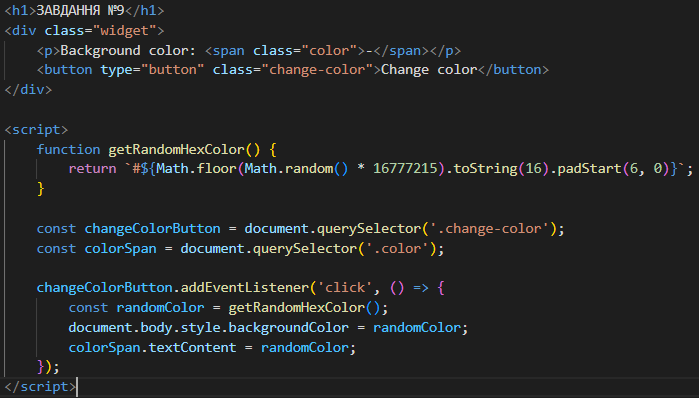 <h1>ЗАВДАННЯ №9</h1>
<div class="widget">
    <p>Background color: <span class="color">-</span></p>
    <button type="button" class="change-color">Change color</button>
</div>

<script>
    function getRandomHexColor() {
        return `#${Math.floor(Math.random() * 16777215).toString(16).padStart(6, 0)}`;
    }

    const changeColorButton = document.querySelector('.change-color');
    const colorSpan = document.querySelector('.color');

    changeColorButton.addEventListener('click', () => {
        const randomColor = getRandomHexColor();
        document.body.style.backgroundColor = randomColor;
        colorSpan.textContent = randomColor;
    });
</script>